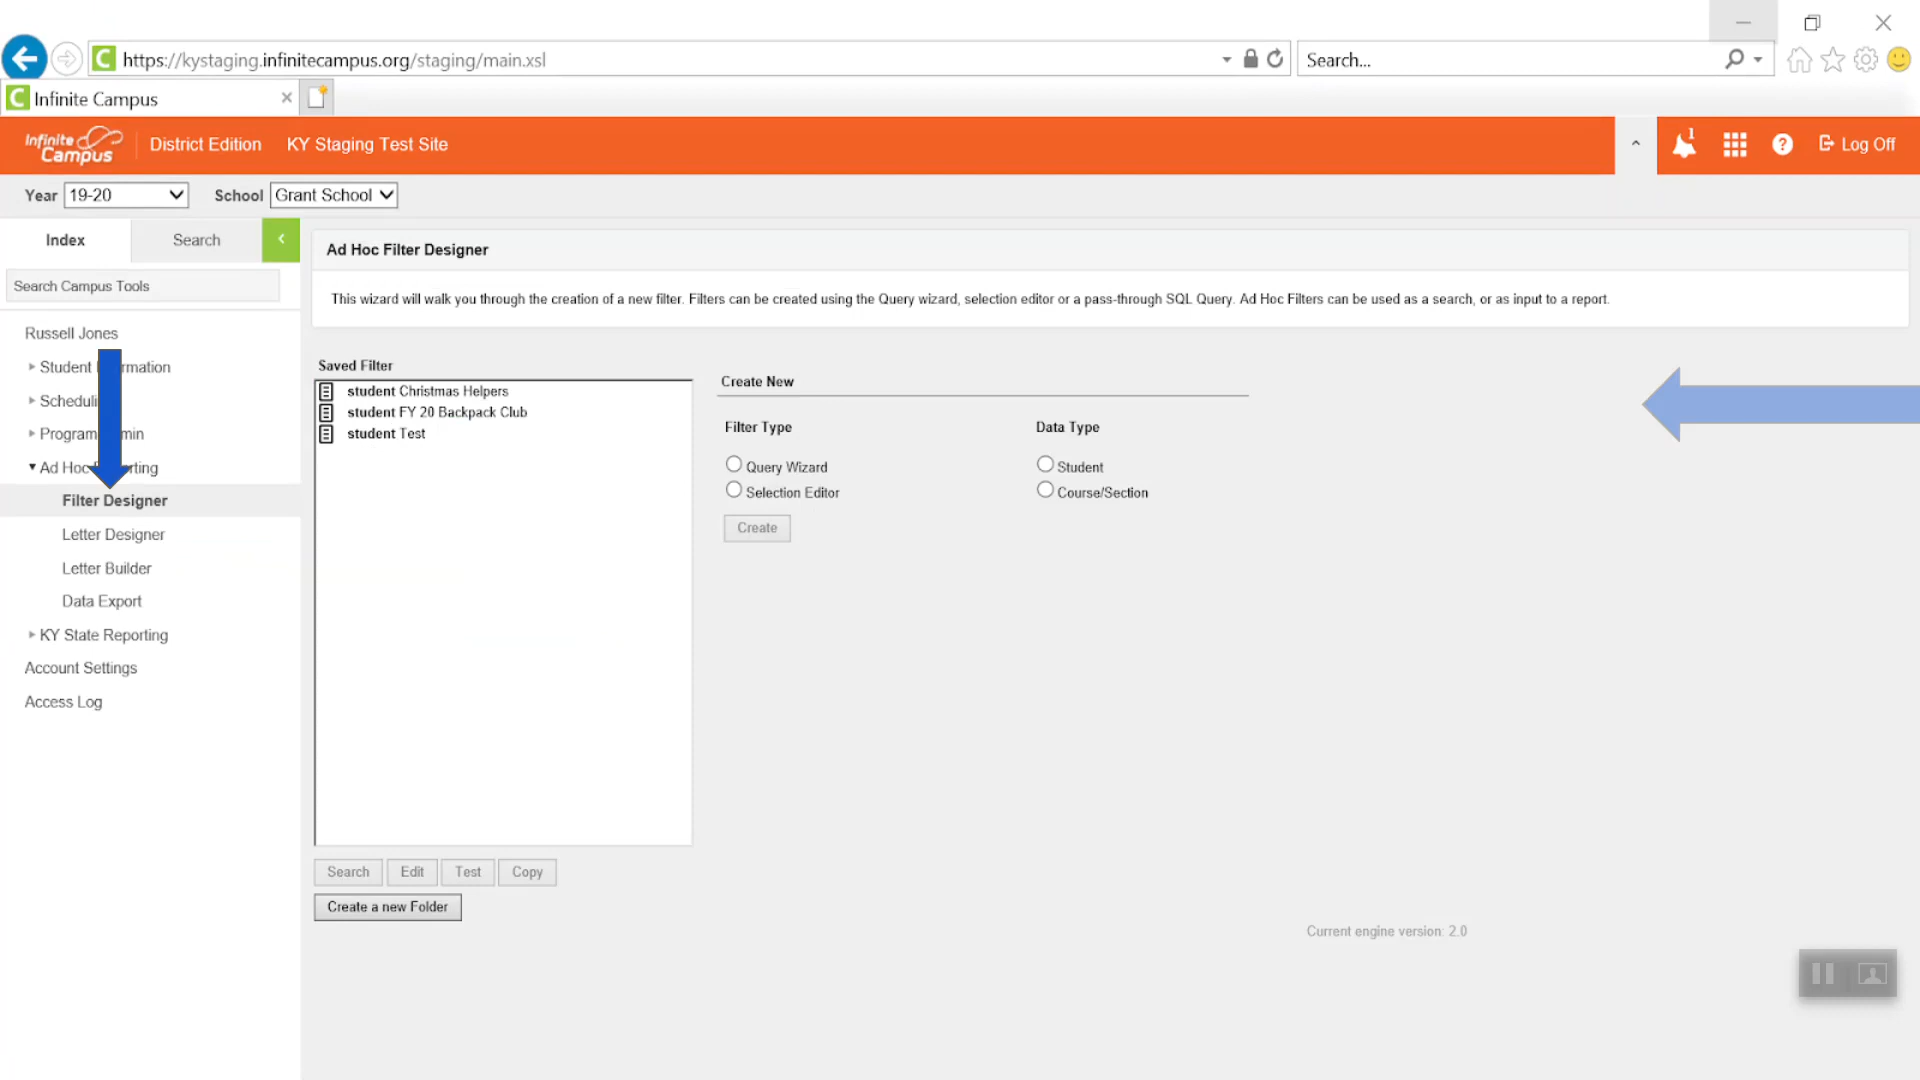 https://kystaging.infinitecampus.org/staging/main.xsl
Search...
Infinite Campus
Infinite Campus
District Edition
KY Staging Test Site
1
Log Off
Year 19-20
School Grant School
Index
Search
Search Campus Tools
Russell Jones
Student
Ad Hoc Filter Designer
This wizard will walk you through the creation of a new filter. Filters can be created using the Query wizard, selection editor or a pass-through SQL Query. Ad Hoc Filters can be used as a search, or as input to a report.
Filter Designer
Letter Designer
Letter Builder
Data Export
KY State Reporting
Account Settings
Access Log
Saved Filter
student Christmas Helpers
student FY 20 Backpack Club
student Test
Search
Edit
Test
Copy
Create a new Folder
Create New
Filter Type
Data Type
Query Wizard
Student
Selection Editor
Course/Section
Create
Current engine version: 2.0